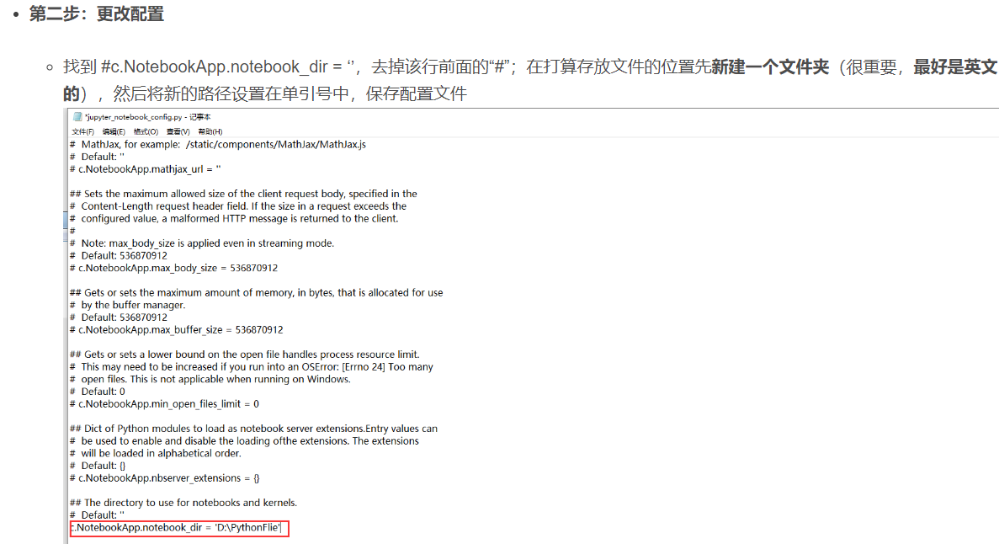 第二步：更改配置
找到 #c.NotebookApp.notebook_dir = ‘’，去掉该行前面的“#”；在打算存放文件的位置先新建一个文件夹（很重要，最好是英文
的），然后将新的路径设置在单引号中，保存配置文件
*jupyter_notebook_config.py - 记事本
文件(F) 编辑(E) 格式(O) 查看(V) 帮助(H)
#  MathJax, for example:  /static/components/MathJax/MathJax.js
#  Default: ''
# c.NotebookApp.mathjax_url = ''
## Sets the maximum allowed size of the client request body, specified in the
#  Content-Length request header field. If the size in a request exceeds the
#  configured value, a malformed HTTP message is returned to the client.
#
#  Note: max_body_size is applied even in streaming mode.
#  Default: 536870912
# c.NotebookApp.max_body_size = 536870912
## Gets or sets the maximum amount of memory, in bytes, that is allocated for use
#  by the buffer manager.
#  Default: 536870912
# c.NotebookApp.max_buffer_size = 536870912
## Gets or sets a lower bound on the open file handles process resource limit.
#  This may need to be increased if you run into an OSError: [Errno 24] Too many
#  open files. This is not applicable when running on Windows.
#  Default: 0
# c.NotebookApp.min_open_files_limit = 0
## Dict of Python modules to load as notebook server extensions.Entry values can
#  be used to enable and disable the loading ofthe extensions. The extensions
#  will be loaded in alphabetical order.
#  Default: {}
# c.NotebookApp.nbserver_extensions = {}
## The directory to use for notebooks and kernels.
#  Default: ''
c.NotebookApp.notebook_dir = 'D:\PythonFlie'